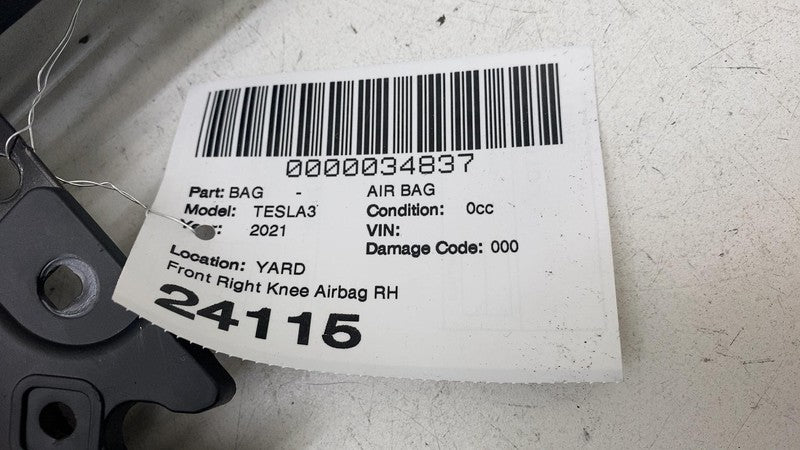 0000034837
Part: BAG - AIR BAG
Model: TESLA3 Condition: 0cc
2021 VIN:
Damage Code: 000
Location: YARD
Front Right Knee Airbag RH
24115